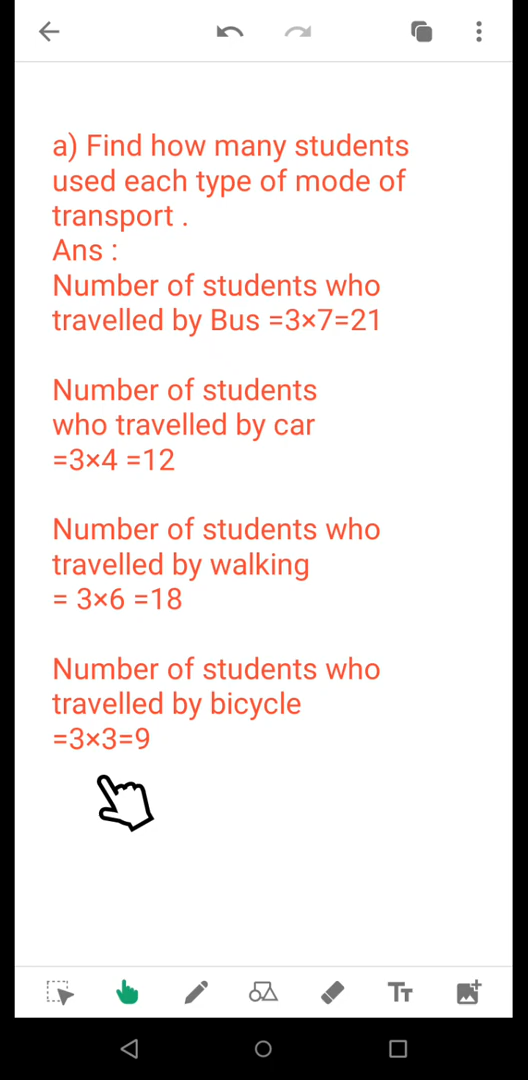 a) Find how many students
used each type of mode of
transport .
Ans :
Number of students who
travelled by Bus =3×7=21
Number of students
who travelled by car
=3×4 =12
Number of students who
travelled by walking
= 3×6 =18
Number of students who
travelled by bicycle
=3×3=9
TT